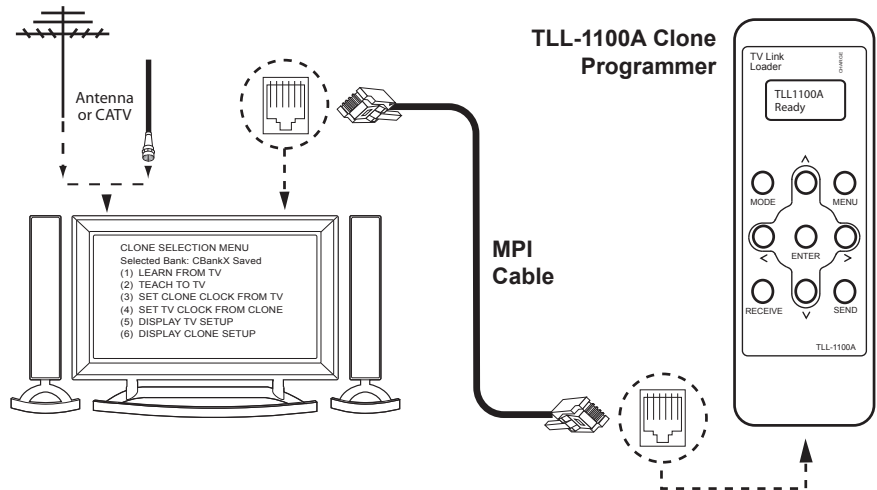 TLL-1100A Clone
Programmer
Antenna
or CATV
CLONE SELECTION MENU
Selected Bank: CBankX Saved
(1) LEARN FROM TV
(2) TEACH TO TV
(3) SET CLONE CLOCK FROM TV
(4) SET TV CLOCK FROM CLONE
(5) DISPLAY TV SETUP
(6) DISPLAY CLONE SETUP
MPI
Cable
TV Link
Loader
CHARGE
TLL1100A
Ready
MODE
MENU
ENTER
RECEIVE
SEND
TLL-1100A